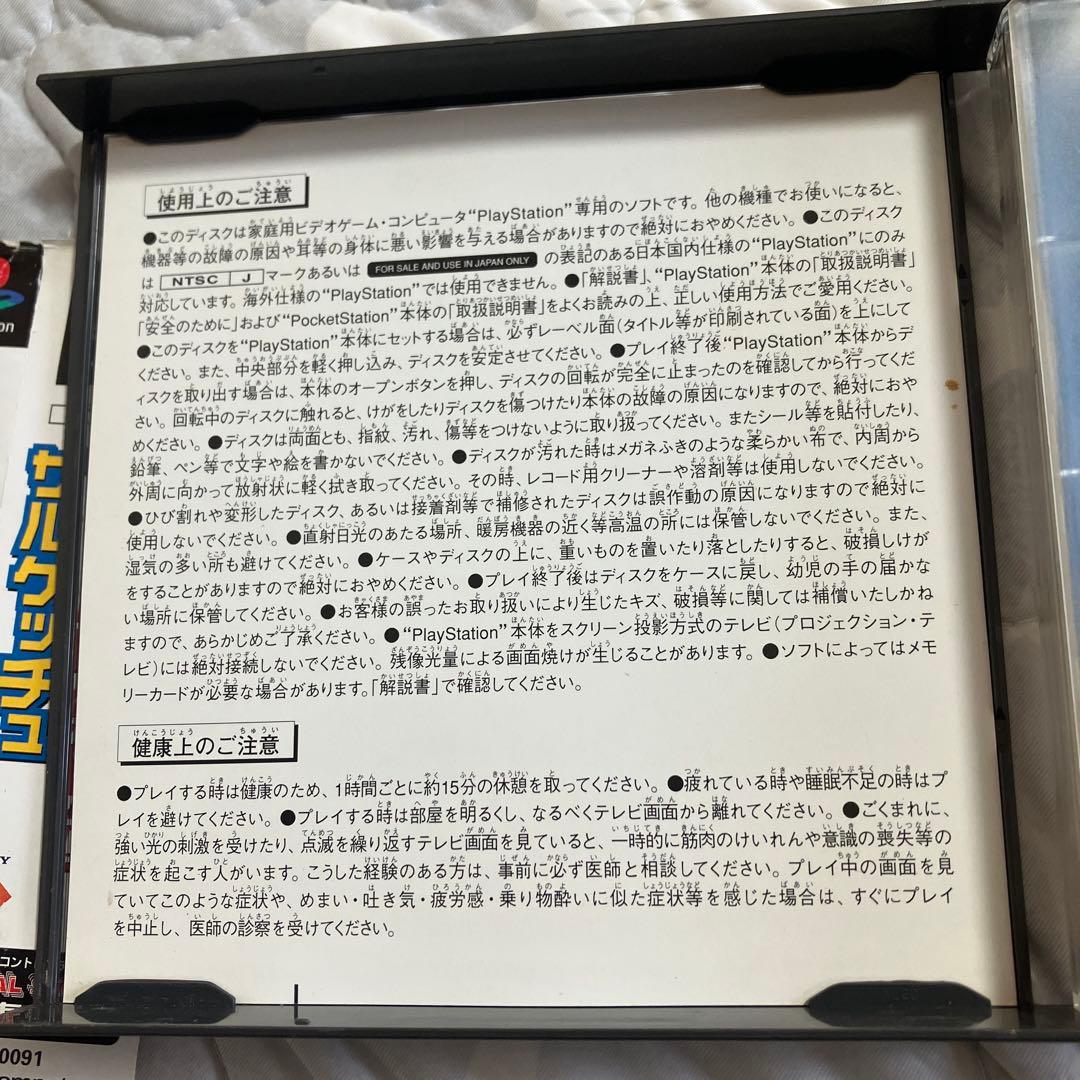 使用上のご注意
●このディスクは家庭用ビデオゲーム・コンピュータ“PlayStation”専用のソフトです。他の機種でお使いになると、
機器等の故障の原因や耳等の身体に悪い影響を与える場合がありますので絶対におやめください。●このディスク
は NTSC J マークあるいは FOR SALE AND USE IN JAPAN ONLY の表記のある日本国内仕様の“PlayStation”にのみ
対応しています。海外仕様の“PlayStation”では使用できません。●「解説書」、“PlayStation”本体の「取扱説明書」
「安全のために」および“PocketStation”本体の「取扱説明書」をよくお読みの上、正しい使用方法でご愛用ください。
●このディスクを“PlayStation”本体にセットする場合は、必ずレーベル面(タイトル等が印刷されている面)を上にして
ください。また、中央部分を軽く押し込み、ディスクを安定させてください。●プレイ終了後“PlayStation”本体からデ
ィスクを取り出す場合は、本体のオープンボタンを押し、ディスクの回転が完全に止まったのを確認してから行ってくだ
さい。回転中のディスクに触れると、けがをしたりディスクを傷つけたり本体の故障の原因になりますので、絶対におや
めください。●ディスクは両面とも、指紋、汚れ、傷等をつけないように取り扱ってください。またシール等を貼付したり、
鉛筆、ペン等で文字や絵を書かないでください。●ディスクが汚れた時はメガネふきのような柔らかい布で、内周から
外周に向かって放射状に軽く拭き取ってください。その時、レコード用クリーナーや溶剤等は使用しないでください。
●ひび割れや変形したディスク、あるいは接着剤等で補修されたディスクは誤作動の原因になりますので絶対に
使用しないでください。●直射日光のあたる場所、暖房機器の近く等高温の所には保管しないでください。また、
湿気の多い所も避けてください。●ケースやディスクの上に、重いものを置いたり落としたりすると、破損しけが
をすることがありますので絶対におやめください。●プレイ終了後はディスクをケースに戻し、幼児の手の届かな
い場所に保管してください。●お客様の誤ったお取り扱いにより生じたキズ、破損等に関しては補償いたしかね
ますので、あらかじめご了承ください。●“PlayStation”本体をスクリーン投影方式のテレビ(プロジェクション・テ
レビ)には絶対接続しないでください。残像光量による画面焼けが生じることがあります。●ソフトによってはメモ
リーカードが必要な場合があります。「解説書」で確認してください。
健康上のご注意
●プレイする時は健康のため、1時間ごとに約15分の休憩を取ってください。●疲れている時や睡眠不足の時はプ
レイを避けてください。●プレイする時は部屋を明るくし、なるべくテレビ画面から離れてください。●ごくまれに、
強い光の刺激を受けたり、点滅を繰り返すテレビ画面を見ていると、一時的に筋肉のけいれんや意識の喪失等の
症状を起こす人がいます。こうした経験のある方は、事前に必ず医師と相談してください。プレイ中の画面を見
ていてこのような症状や、めまい・吐き気・疲労感・乗り物酔いに似た症状等を感じた場合は、すぐにプレイ
を中止し、医師の診察を受けてください。
サルゲッチュ
コント
0091